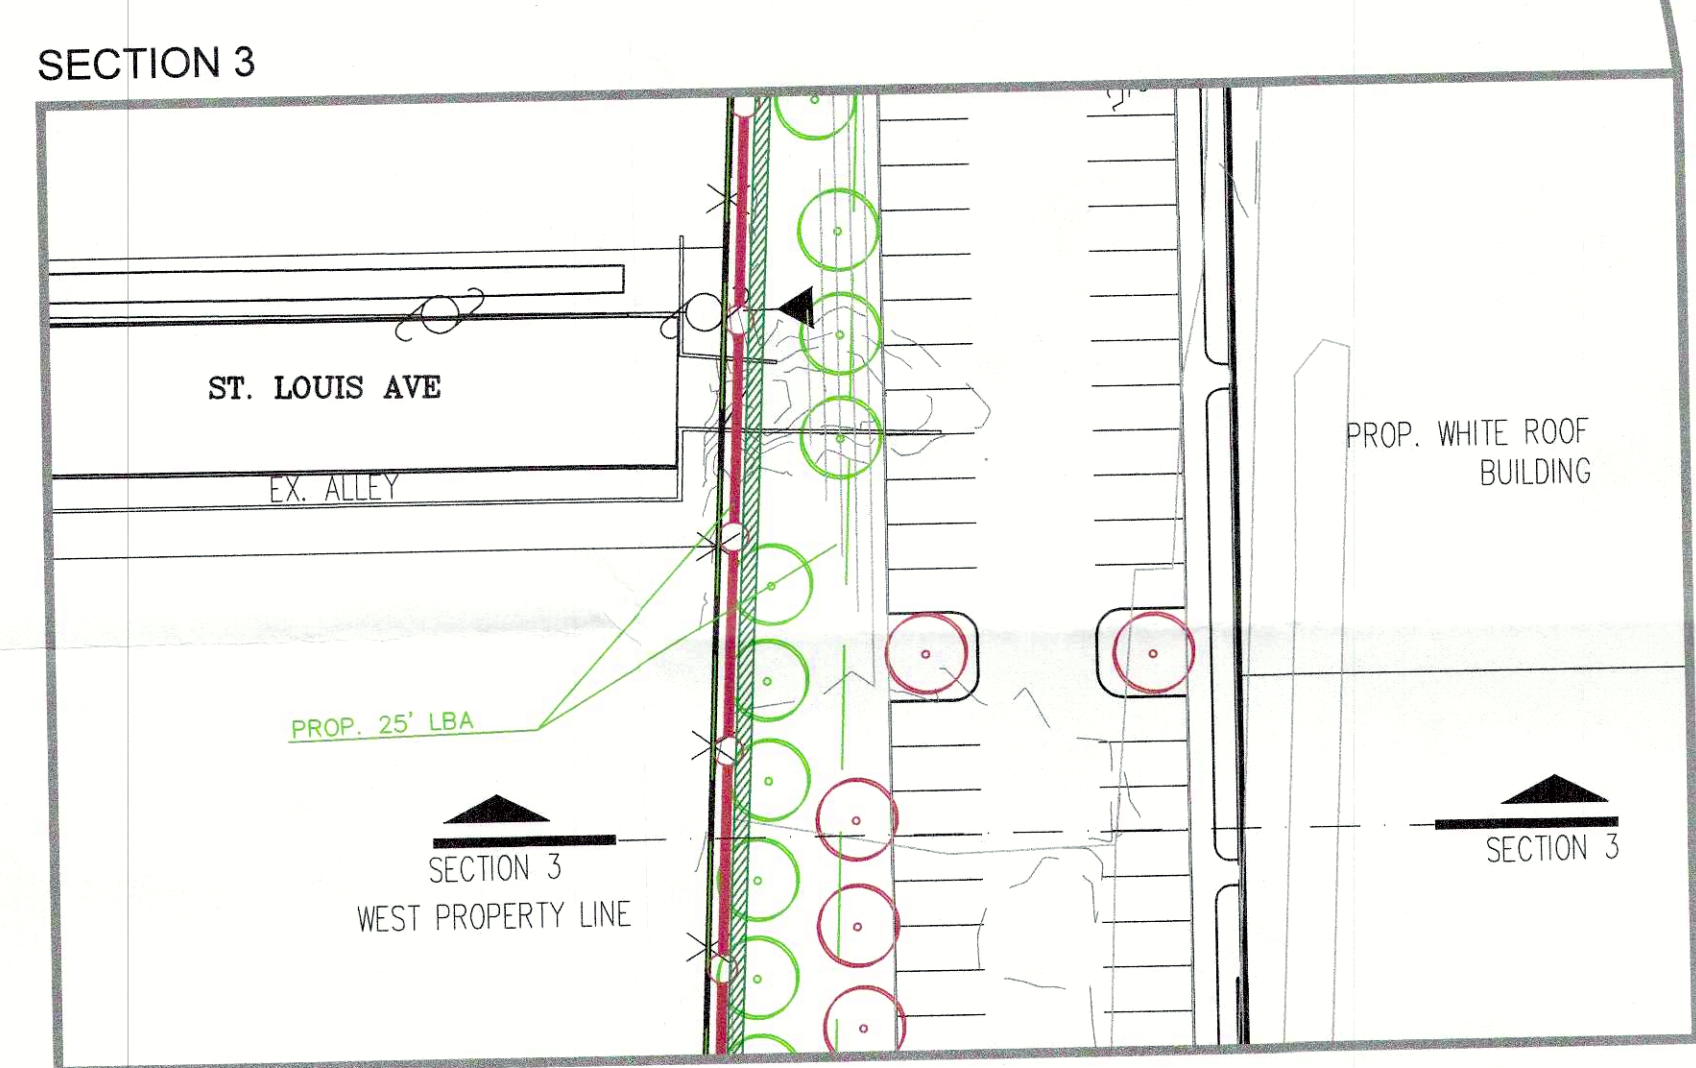 SECTION 3
ST. LOUIS AVE
EX. ALLEY
PROP. WHITE ROOF
BUILDING
PROP. 25' LBA
SECTION 3
WEST PROPERTY LINE
SECTION 3